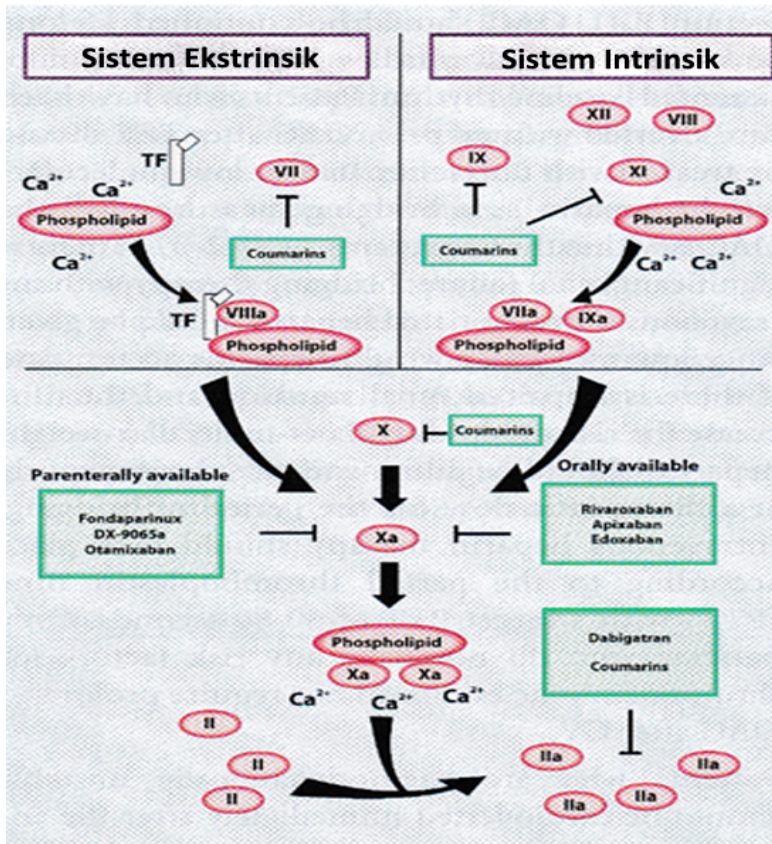 Sistem Ekstrinsik
TF
VII
Ca²⁺
Ca²⁺
Phospholipid
Coumarins
Ca²⁺
TF
VIIIa
Phospholipid
Sistem Intrinsik
XII
VIII
IX
XI
Ca²⁺
Phospholipid
Coumarins
Ca²⁺
Ca²⁺
VIIa
IXa
Phospholipid
X
Coumarins
Parenterally available
Fondaparinux
DX-9065a
Otamixaban
Xa
Orally available
Rivaroxaban
Apixaban
Edoxaban
Phospholipid
Xa
Xa
Ca²⁺
Ca²⁺
Ca²⁺
Dabigatran
Coumarins
II
II
II
IIa
IIa
IIa
IIa